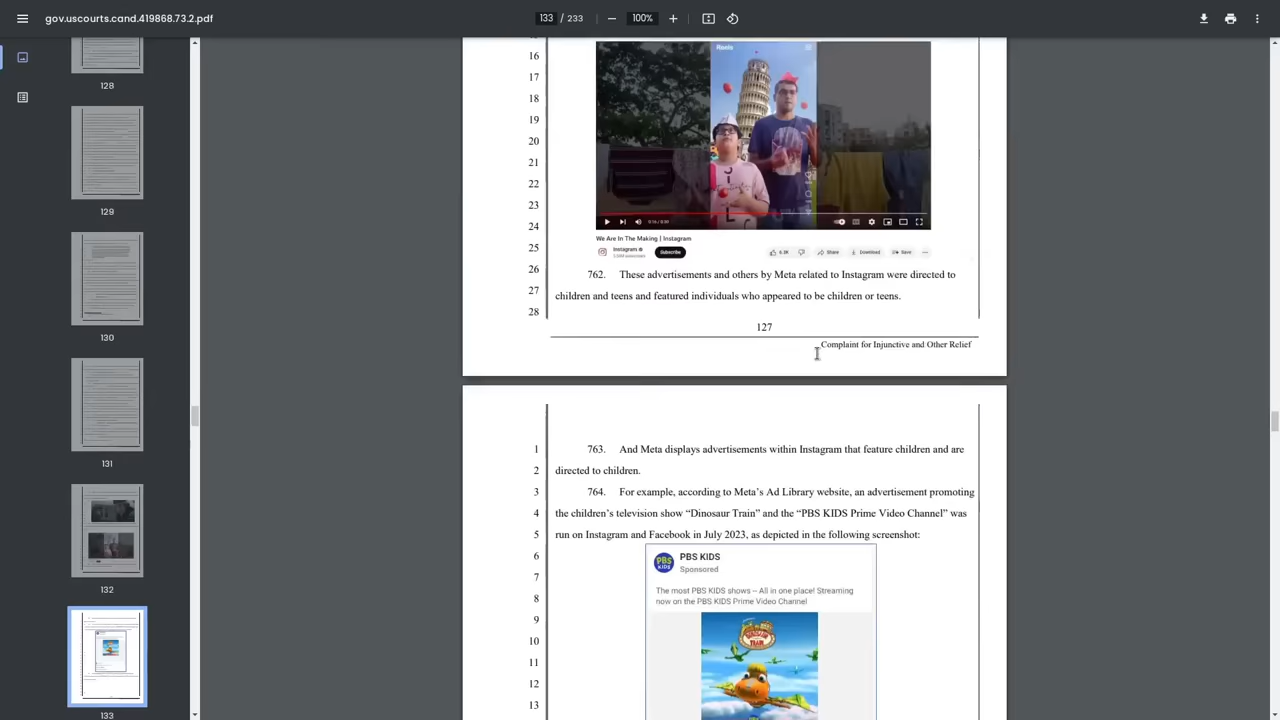 gov.uscourts.cand.419868.73.2.pdf
133 / 233
100%
128
129
130
131
132
133
16
17
18
19
20
21
22
23
24
25
26
27
28
Reels
We Are In The Making | Instagram
Instagram
Subscribe
6.3K
Share
Download
Save
762. These advertisements and others by Meta related to Instagram were directed to
children and teens and featured individuals who appeared to be children or teens.
127
Complaint for Injunctive and Other Relief
1
2
3
4
5
6
7
8
9
10
11
12
13
763. And Meta displays advertisements within Instagram that feature children and are
directed to children.
764. For example, according to Meta's Ad Library website, an advertisement promoting
the children's television show “Dinosaur Train” and the “PBS KIDS Prime Video Channel” was
run on Instagram and Facebook in July 2023, as depicted in the following screenshot:
PBS KIDS
PBS KIDS
Sponsored
The most PBS KIDS shows -- All in one place! Streaming
now on the PBS KIDS Prime Video Channel
TRAIN